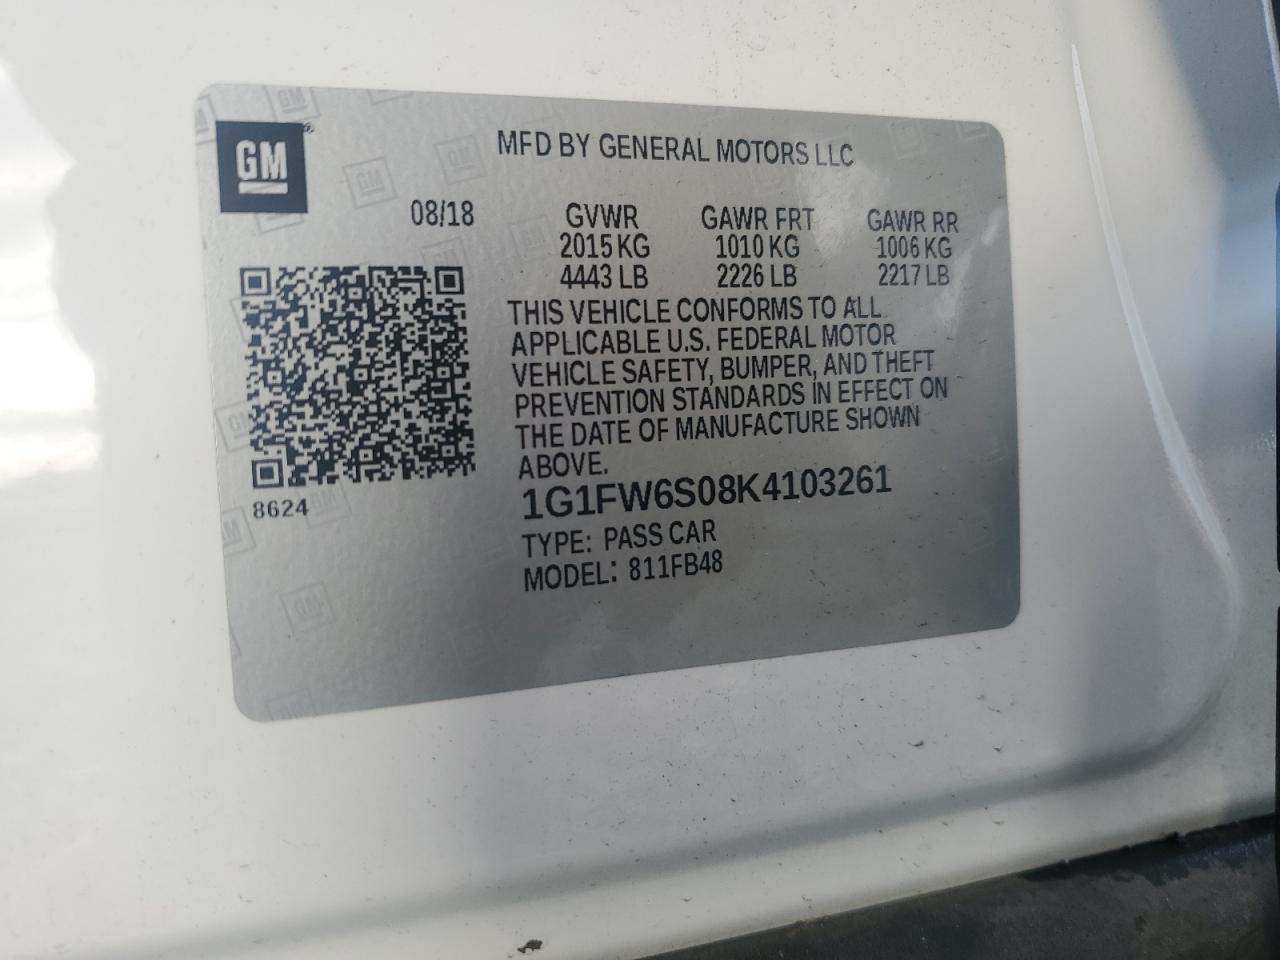 GM
MFD BY GENERAL MOTORS LLC
08/18
GVWR GAWR FRT GAWR RR
2015 KG 1010 KG 1006 KG
4443 LB 2226 LB 2217 LB
THIS VEHICLE CONFORMS TO ALL
APPLICABLE U.S. FEDERAL MOTOR
VEHICLE SAFETY, BUMPER, AND THEFT
PREVENTION STANDARDS IN EFFECT ON
THE DATE OF MANUFACTURE SHOWN
ABOVE.
8624
1G1FW6S08K4103261
TYPE: PASS CAR
MODEL: 811FB48